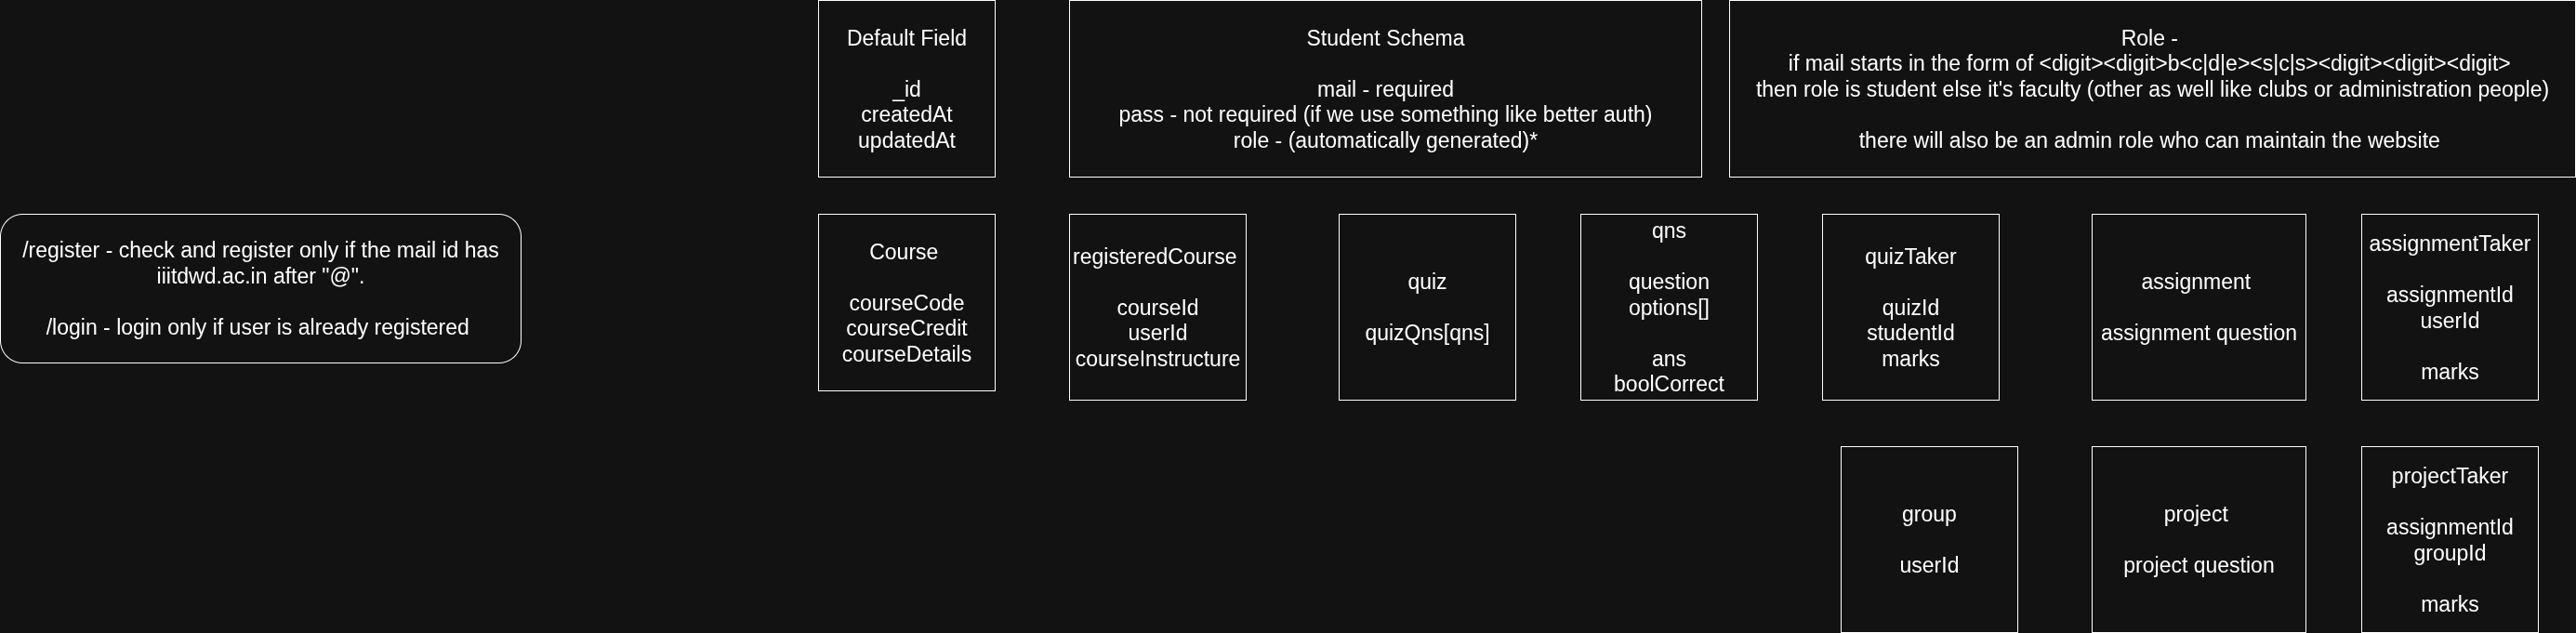 Default Field
_id
createdAt
updatedAt
Student Schema
mail - required
pass - not required (if we use something like better auth)
role - (automatically generated)*
Role -
if mail starts in the form of <digit><digit>b<c|d|e><s|c|s><digit><digit><digit>
then role is student else it's faculty (other as well like clubs or administration people)
there will also be an admin role who can maintain the website
/register - check and register only if the mail id has
iiitdwd.ac.in after "@".
/login - login only if user is already registered
Course
courseCode
courseCredit
courseDetails
registeredCourse
courseId
userId
courseInstructure
quiz
quizQns[qns]
qns
question
options[]
ans
boolCorrect
quizTaker
quizId
studentId
marks
assignment
assignment question
assignmentTaker
assignmentId
userId
marks
group
userId
project
project question
projectTaker
assignmentId
groupId
marks